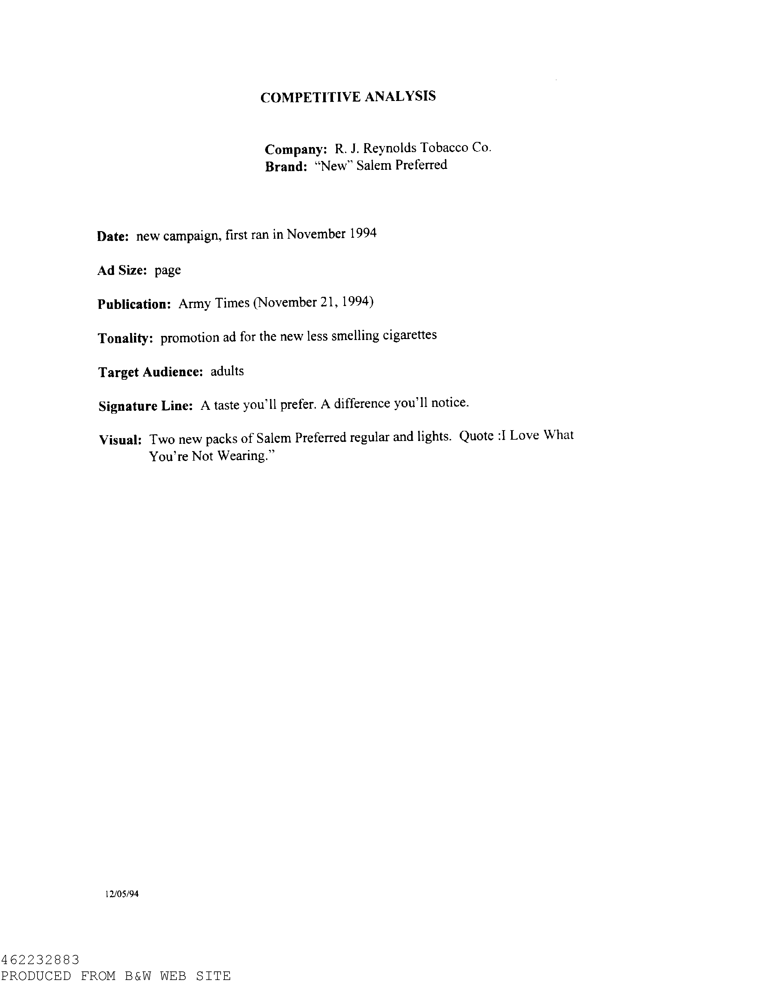 COMPETITIVE ANALYSIS
Company: R. J. Reynolds Tobacco Co.
Brand: “New” Salem Preferred
Date: new campaign, first ran in November 1994
Ad Size: page
Publication: Army Times (November 21, 1994)
Tonality: promotion ad for the new less smelling cigarettes
Target Audience: adults
Signature Line: A taste you’ll prefer. A difference you’ll notice.
Visual: Two new packs of Salem Preferred regular and lights. Quote :I Love What
You’re Not Wearing.”
12/05/94
462232883
PRODUCED FROM B&W WEB SITE